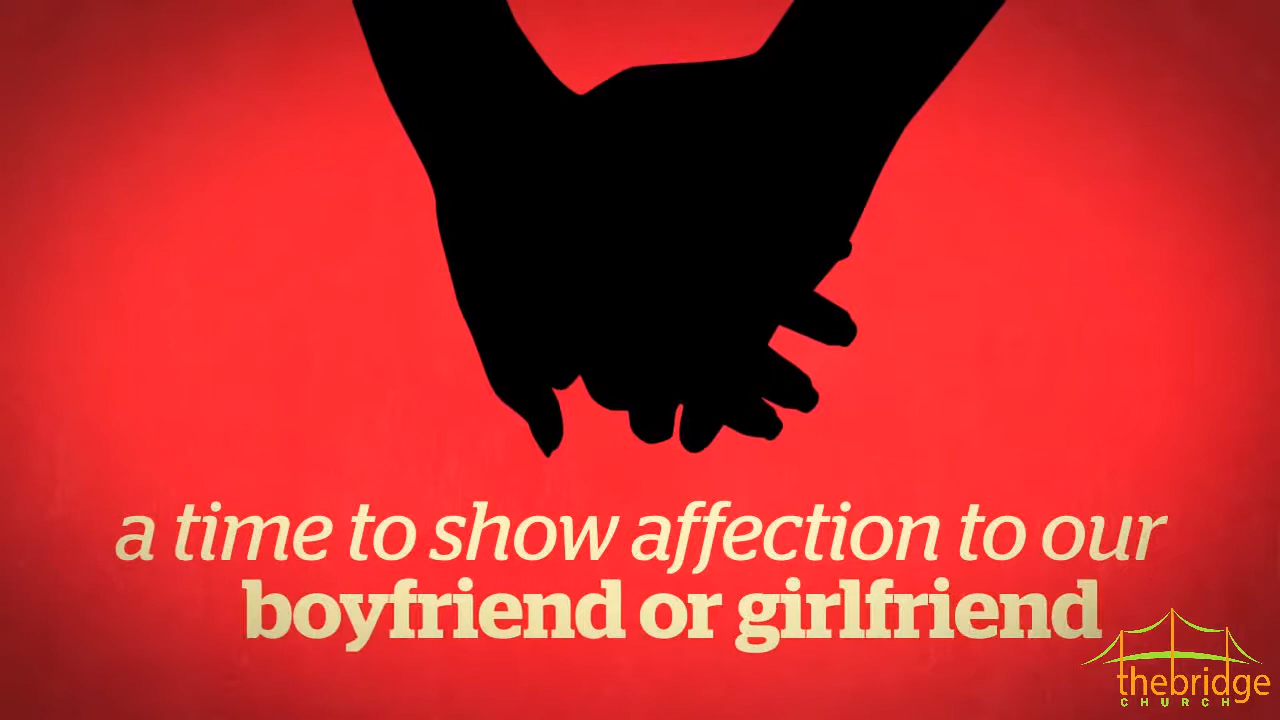 a time to show affection to our
boyfriend or girlfriend
thebridge
CHURCH